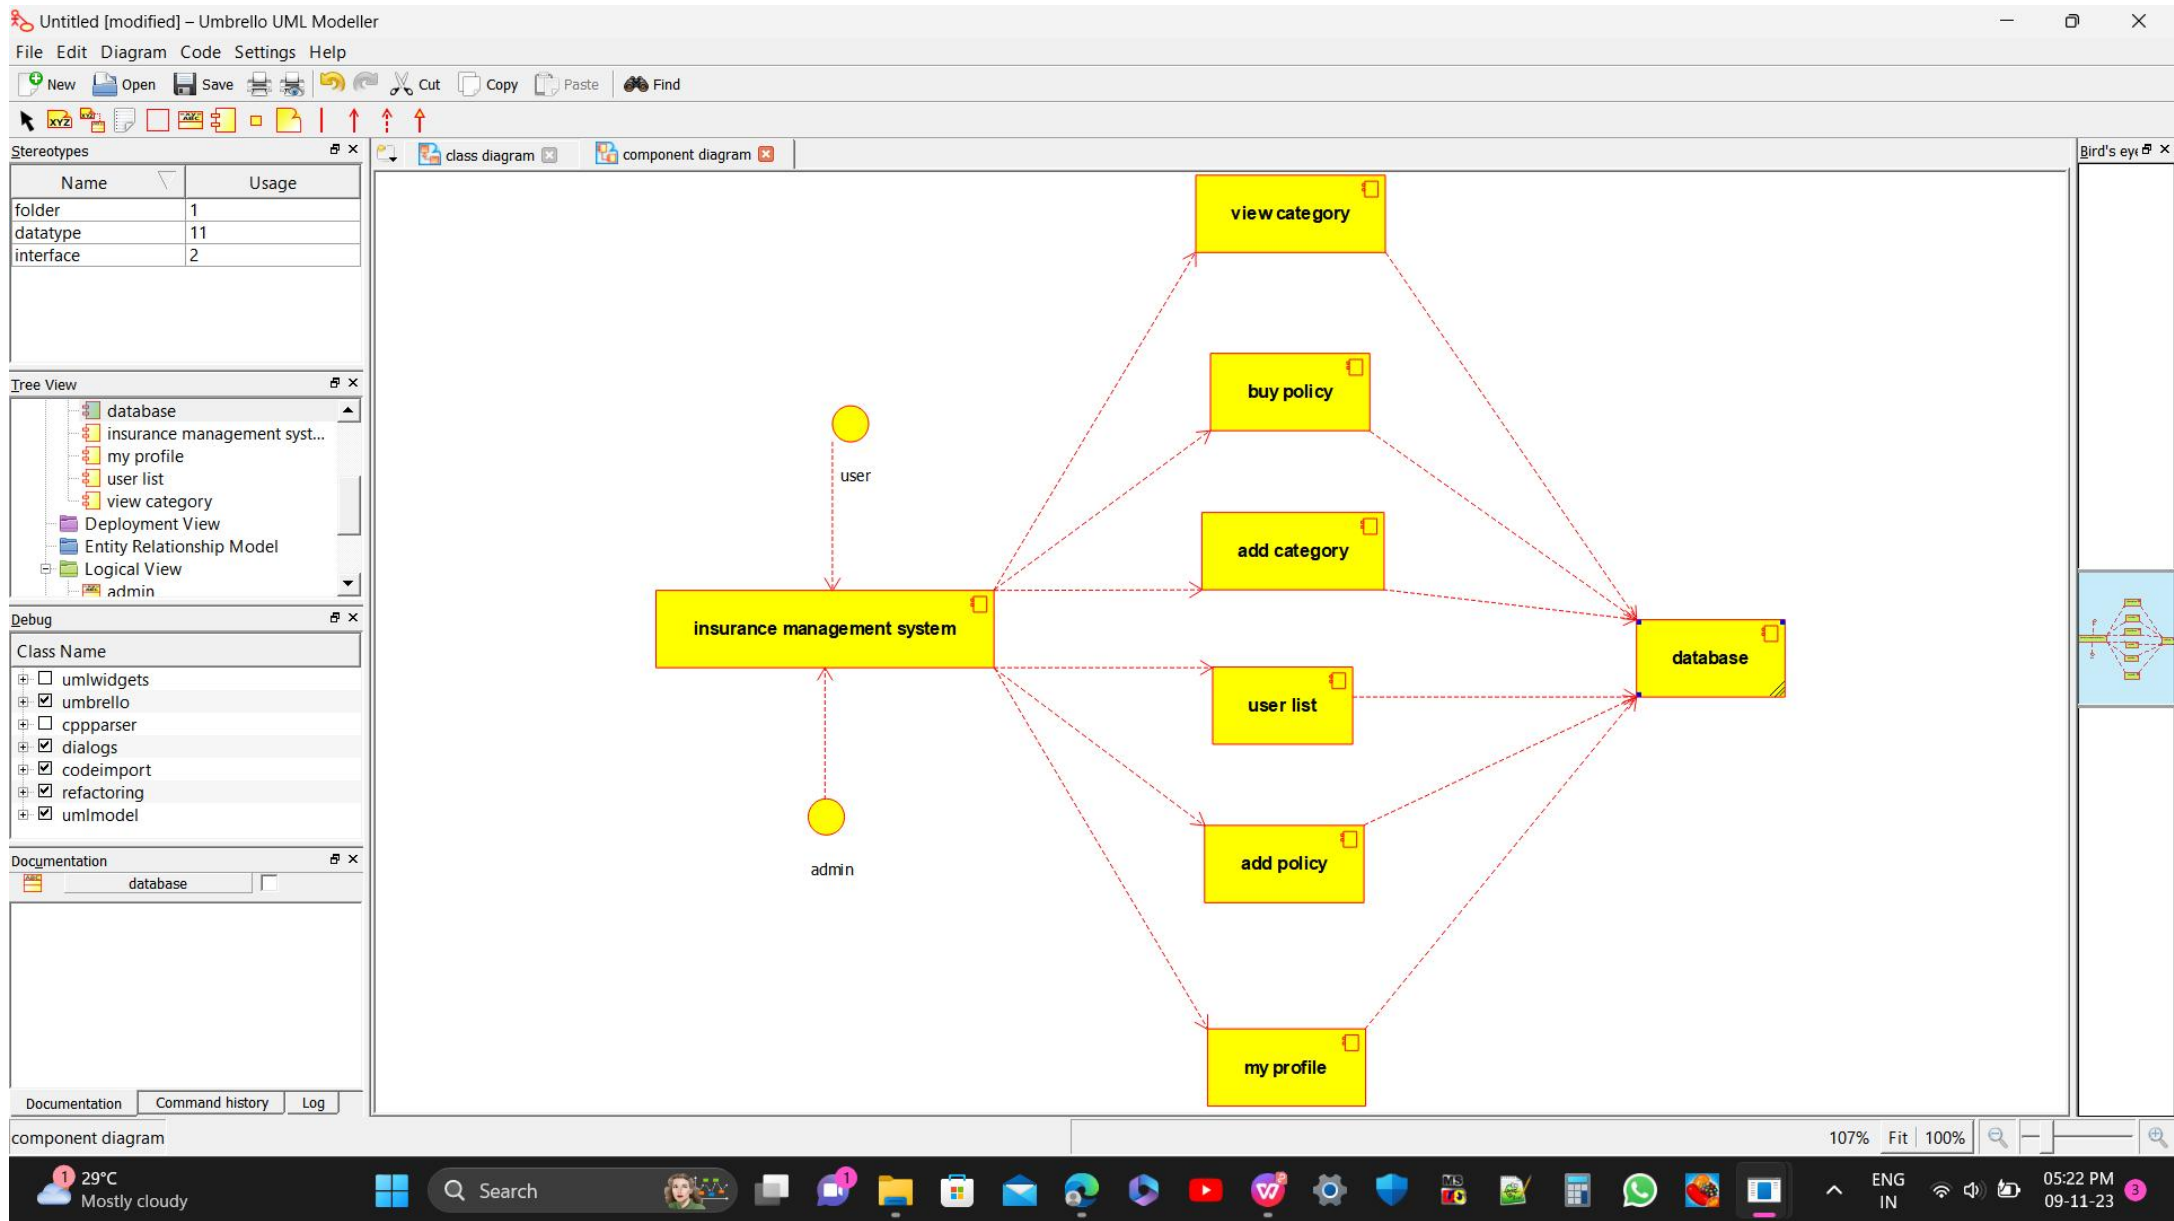 Untitled [modified] – Umbrello UML Modeller
File Edit Diagram Code Settings Help
New Open Save Cut Copy Paste Find
Stereotypes
Name Usage
folder 1
datatype 11
interface 2
Tree View
database
insurance management syst...
my profile
user list
view category
Deployment View
Entity Relationship Model
Logical View
admin
Debug
Class Name
umlwidgets
umbrello
cppparser
dialogs
codeimport
refactoring
umlmodel
Documentation
database
Documentation Command history Log
component diagram
class diagram component diagram
view category
buy policy
user
add category
insurance management system
database
user list
add policy
admin
my profile
Bird's eye
107% Fit 100%
1 29°C
Mostly cloudy
Search
1
ENG
IN
05:22 PM
09-11-23
3